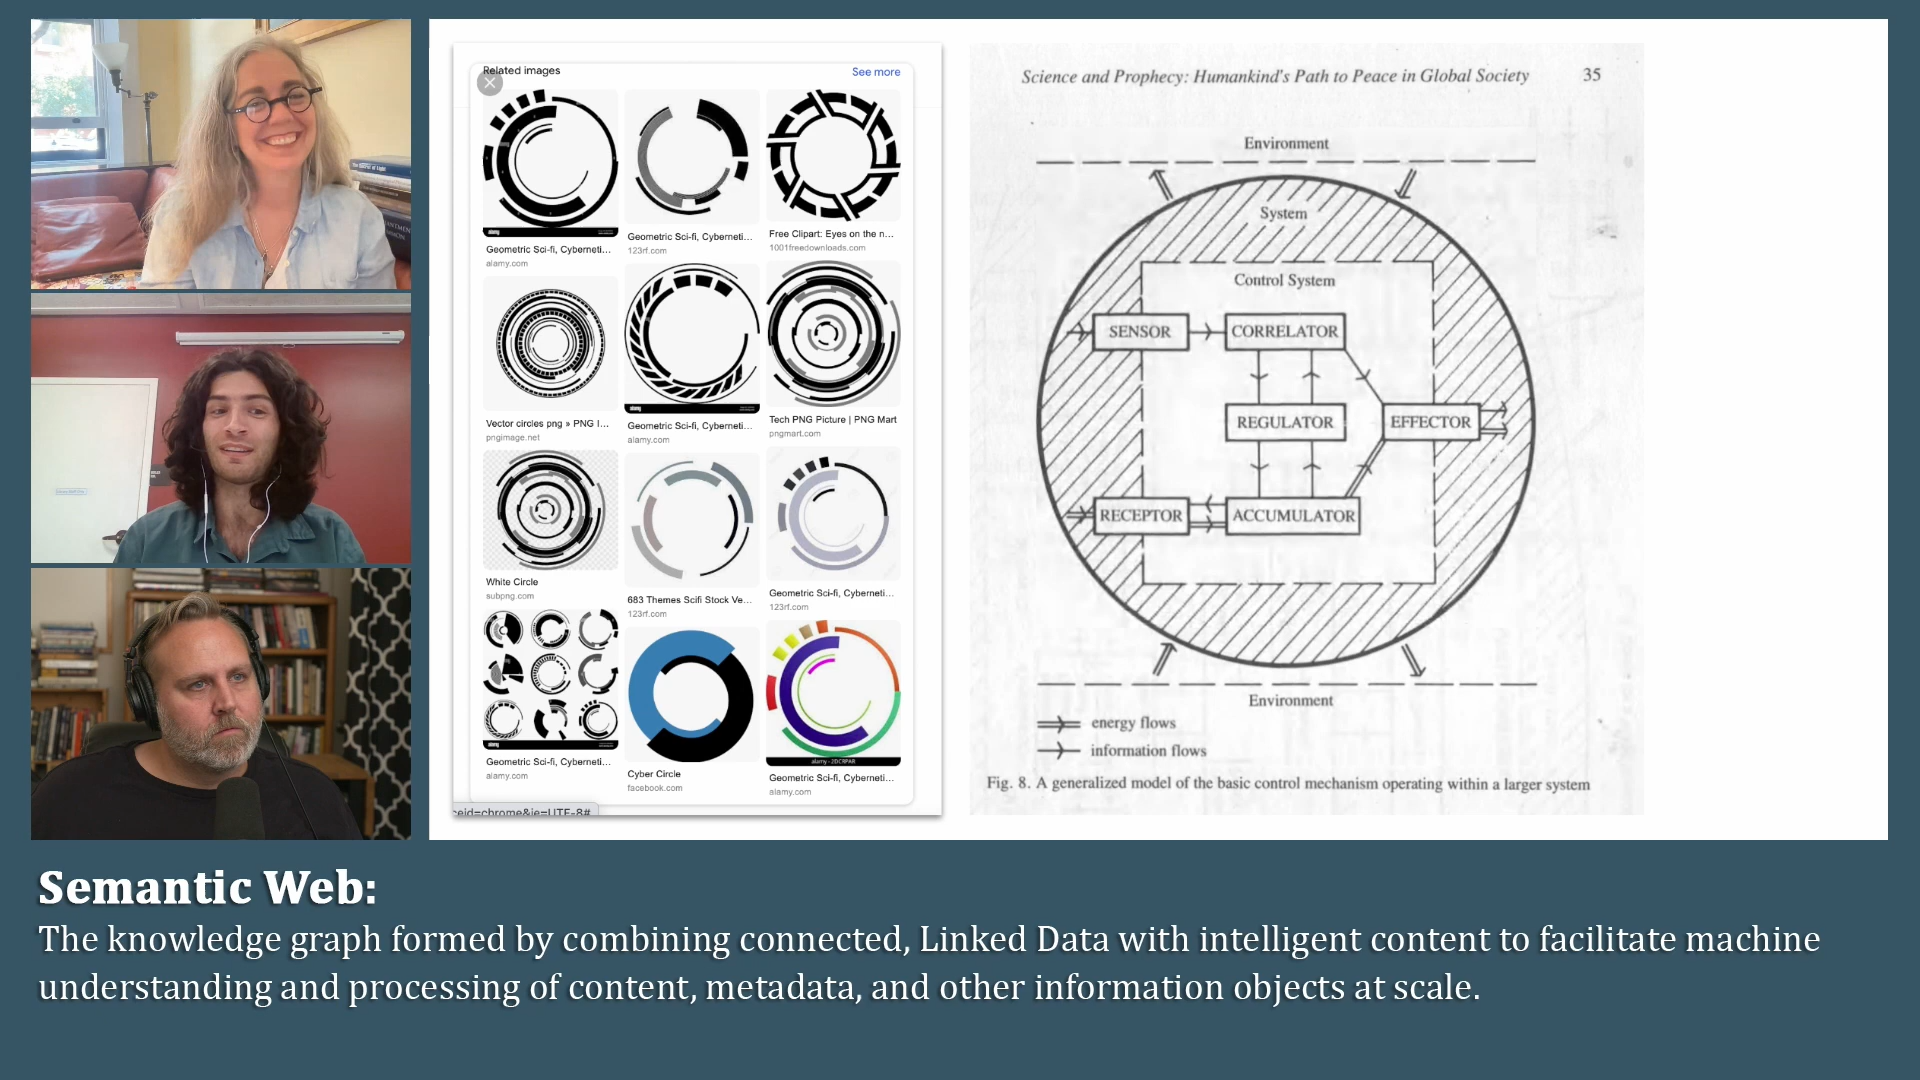 Related images
See more
Geometric Sci-fi, Cyberneti...
alamy.com
Geometric Sci-fi, Cyberneti...
123rf.com
Free Clipart: Eyes on the n...
1001freedownloads.com
Vector circles png » PNG I...
pngimage.net
Geometric Sci-fi, Cyberneti...
alamy.com
Tech PNG Picture | PNG Mart
pngmart.com
White Circle
subpng.com
683 Themes Scifi Stock Ve...
123rf.com
Geometric Sci-fi, Cyberneti...
123rf.com
Geometric Sci-fi, Cyberneti...
alamy.com
Cyber Circle
facebook.com
alamy - 2DCRPAR
Geometric Sci-fi, Cyberneti...
alamy.com
ceid=chrome&ie=UTF-8#
Science and Prophecy: Humankind's Path to Peace in Global Society 35
Environment
System
Control System
SENSOR
CORRELATOR
REGULATOR
EFFECTOR
RECEPTOR
ACCUMULATOR
Environment
energy flows
information flows
Fig. 8. A generalized model of the basic control mechanism operating within a larger system
Semantic Web:
The knowledge graph formed by combining connected, Linked Data with intelligent content to facilitate machine
understanding and processing of content, metadata, and other information objects at scale.